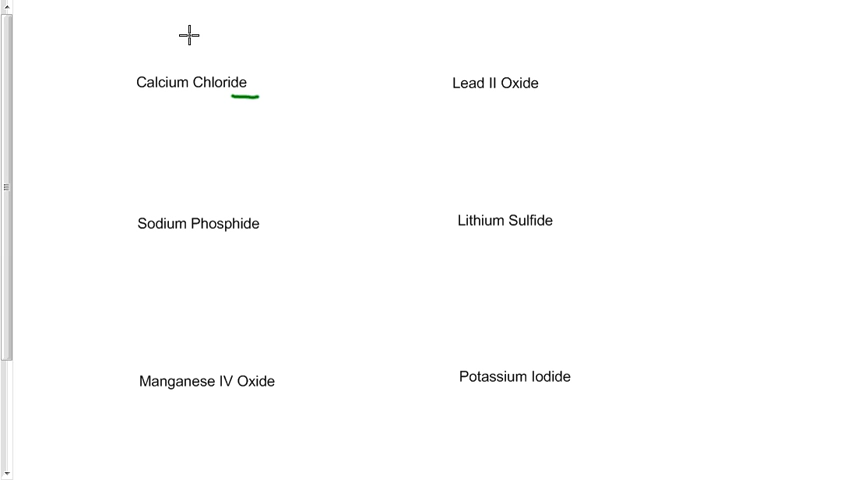 Calcium Chloride
Lead II Oxide
Sodium Phosphide
Lithium Sulfide
Manganese IV Oxide
Potassium Iodide